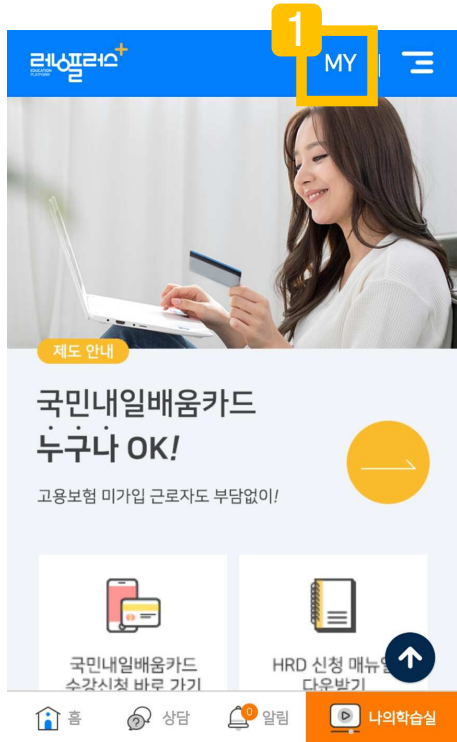 1
러닝플러스+
EDUCATION
PLATFORM
MY
제도 안내
국민내일배움카드
누구나 OK!
고용보험 미가입 근로자도 부담없이!
국민내일배움카드
수강신청 바로 가기
HRD 신청 매뉴얼
다운받기
홈
상담
0
알림
나의학습실